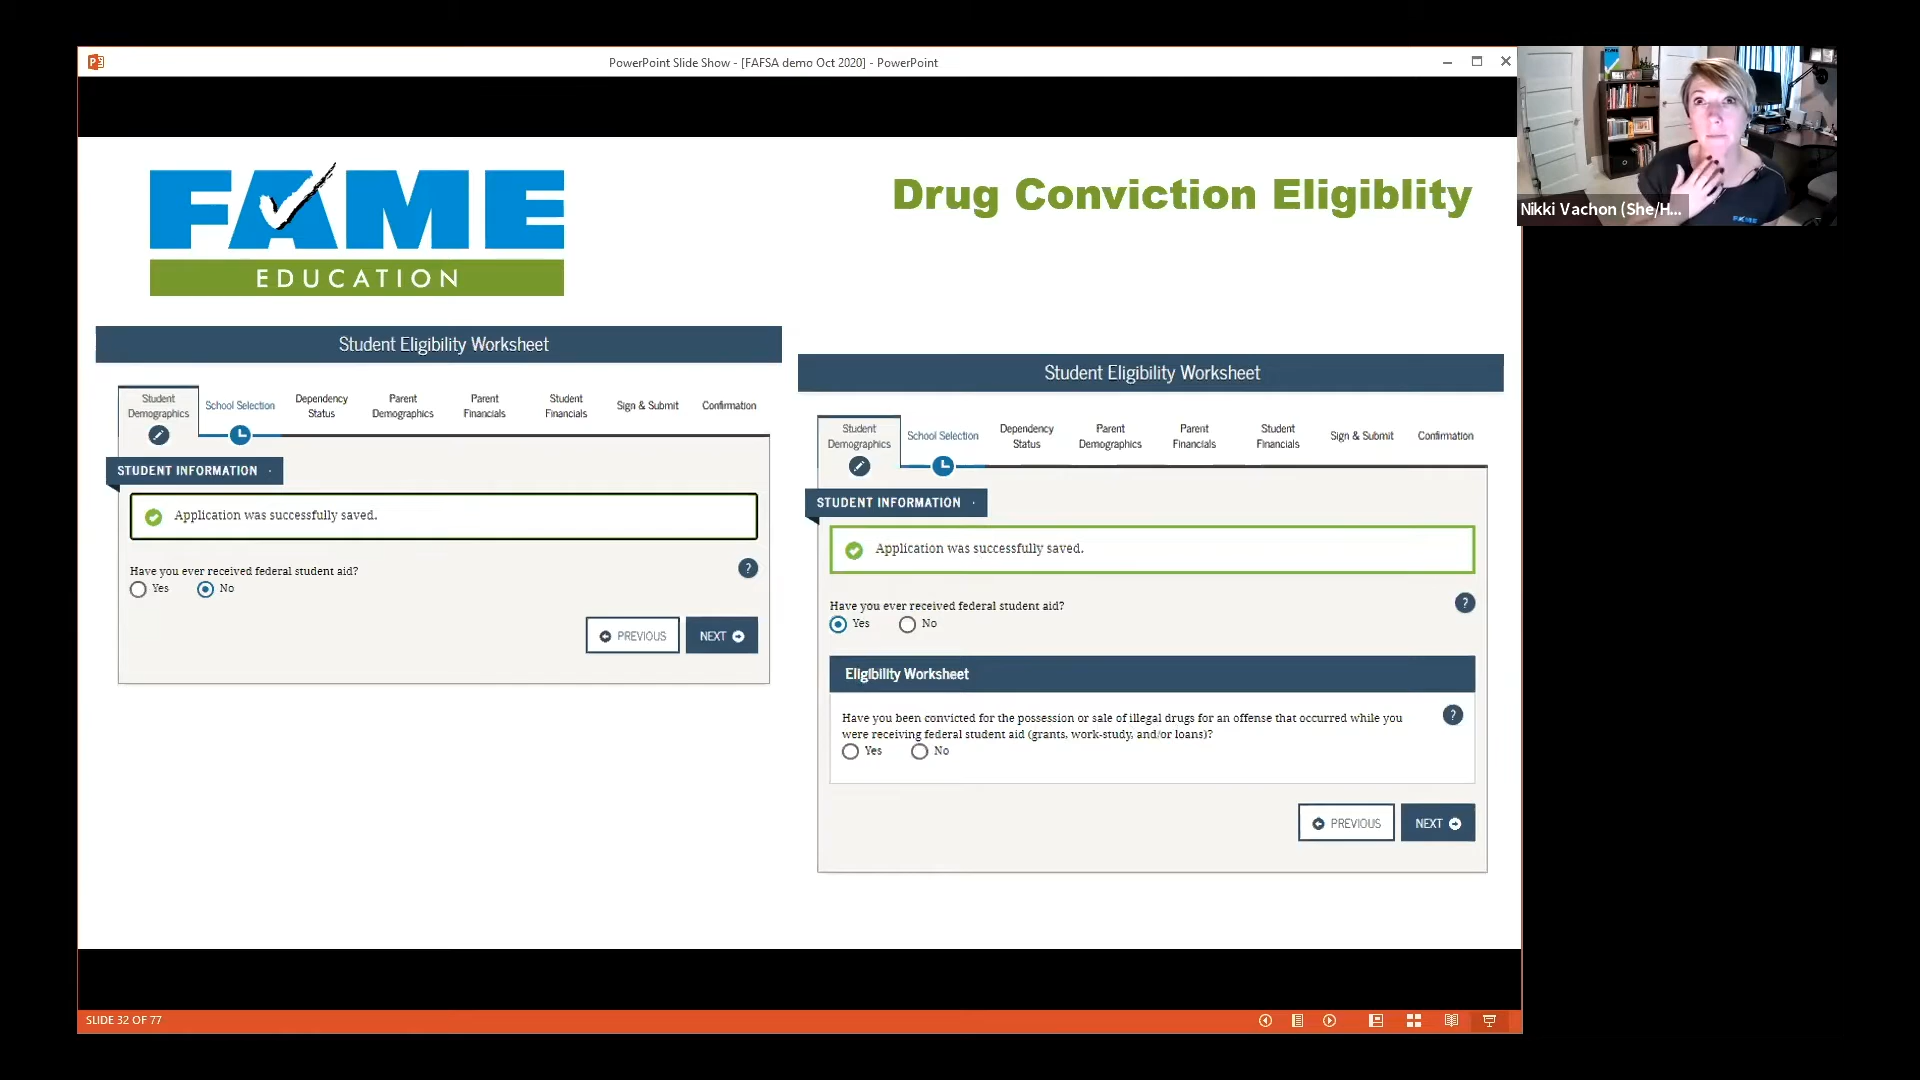 PowerPoint Slide Show - [FAFSA demo Oct 2020] - PowerPoint
FAME
EDUCATION
Drug Conviction Eligiblity
Nikki Vachon (She/H...
FAME
Student Eligibility Worksheet
Student Demographics
School Selection
Dependency Status
Parent Demographics
Parent Financials
Student Financials
Sign & Submit
Confirmation
STUDENT INFORMATION
Application was successfully saved.
Have you ever received federal student aid?
?
Yes No
PREVIOUS
NEXT
Student Eligibility Worksheet
Student Demographics
School Selection
Dependency Status
Parent Demographics
Parent Financials
Student Financials
Sign & Submit
Confirmation
STUDENT INFORMATION
Application was successfully saved.
Have you ever received federal student aid?
?
Yes No
Eligibility Worksheet
Have you been convicted for the possession or sale of illegal drugs for an offense that occurred while you
were receiving federal student aid (grants, work-study, and/or loans)?
?
Yes No
PREVIOUS
NEXT
SLIDE 32 OF 77